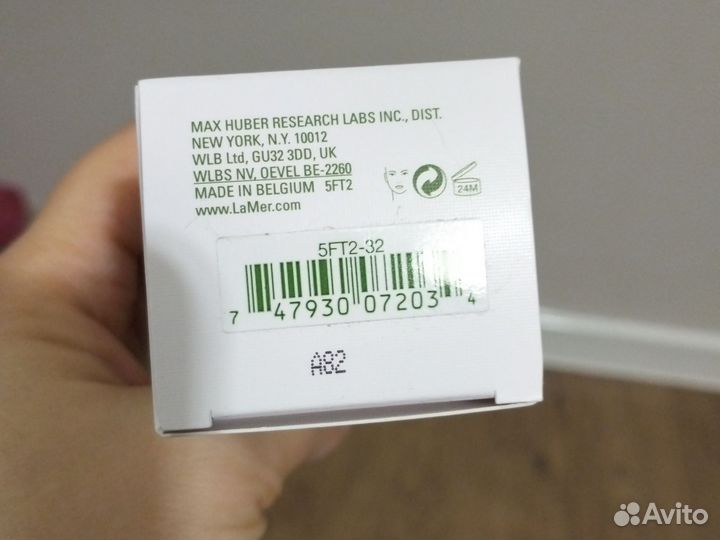 MAX HUBER RESEARCH LABS INC., DIST.
NEW YORK, N.Y. 10012
WLB Ltd, GU32 3DD, UK
WLBS NV, OEVEL BE-2260
MADE IN BELGIUM 5FT2
www.LaMer.com
24M
5FT2-32
7 47930 07203 4
A82
Avito